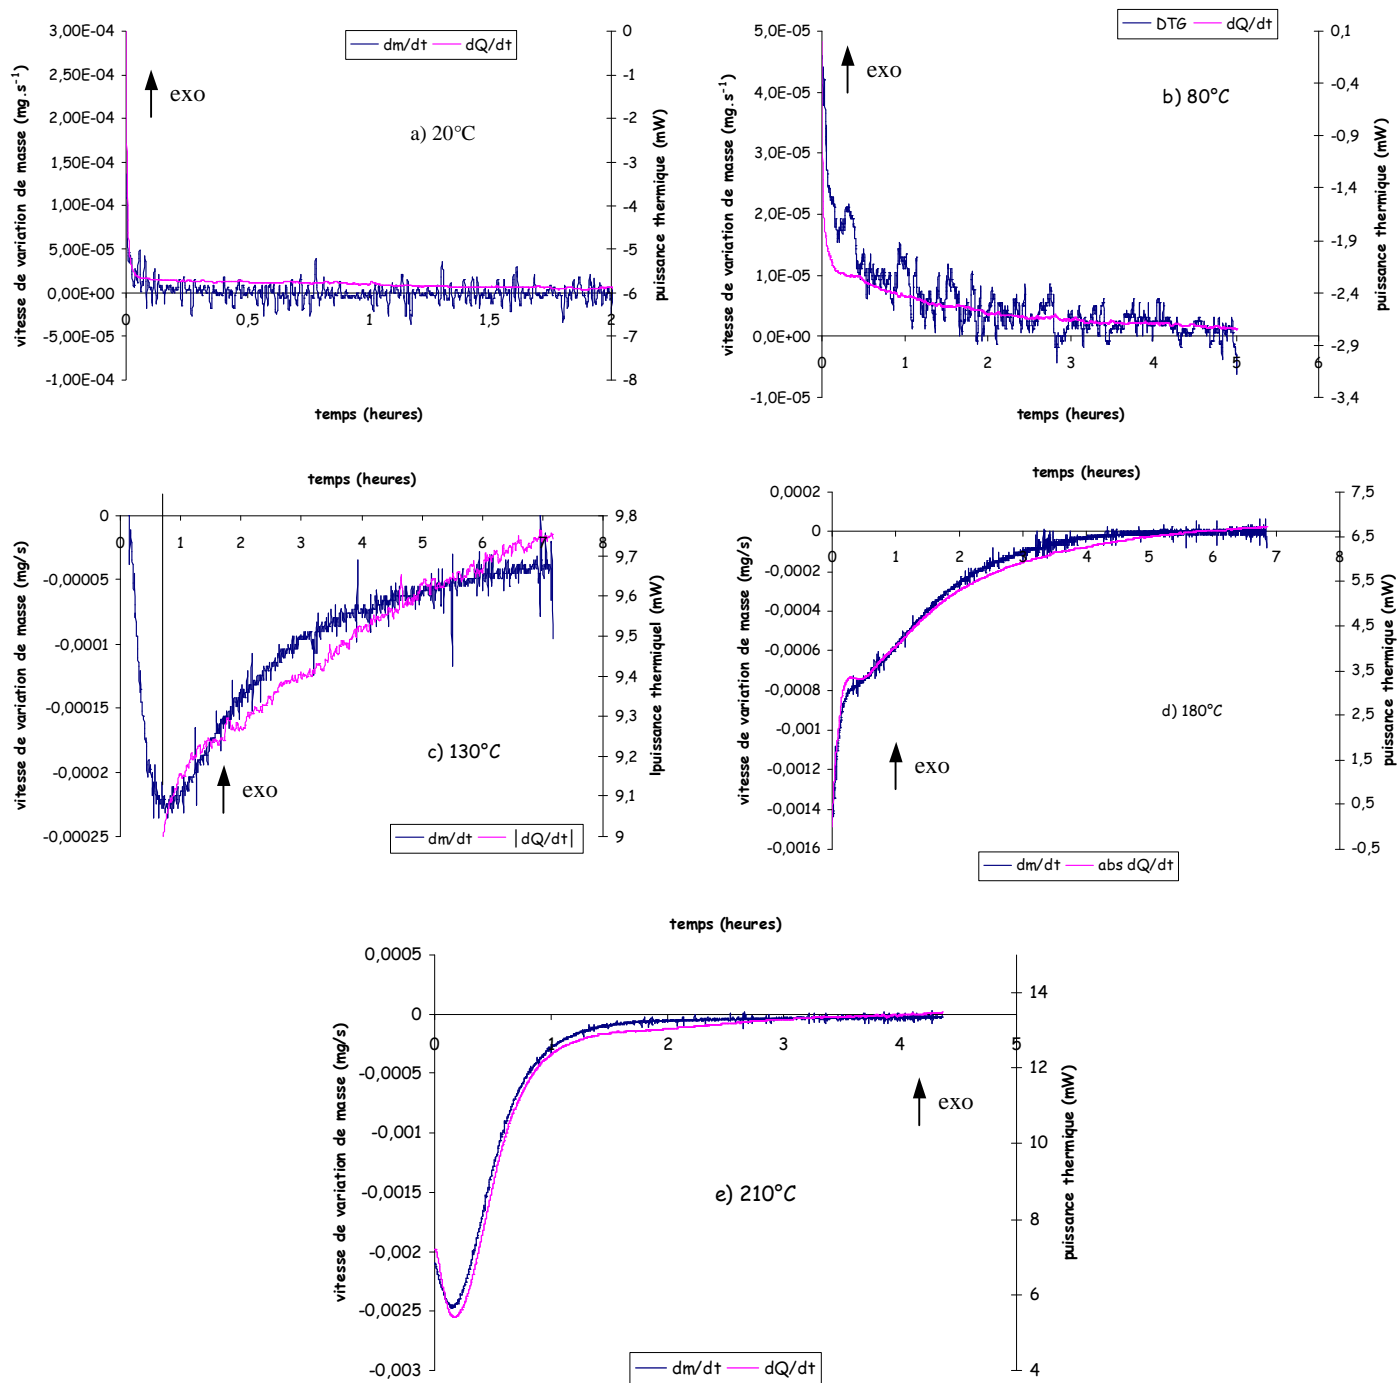 dm/dt dQ/dt
3,00E-04
2,50E-04
2,00E-04
1,50E-04
1,00E-04
5,00E-05
0,00E+00
-5,00E-05
-1,00E-04
vitesse de variation de masse (mg.s-1)
exo
a) 20°C
0 0,5 1 1,5 2
0
-1
-2
-3
-4
-5
-6
-7
-8
puissance thermique (mW)
temps (heures)
DTG dQ/dt
5,0E-05
4,0E-05
3,0E-05
2,0E-05
1,0E-05
0,0E+00
-1,0E-05
vitesse de variation de masse (mg.s-1)
exo
b) 80°C
0 1 2 3 4 5 6
0,1
-0,4
-0,9
-1,4
-1,9
-2,4
-2,9
-3,4
puissance thermique (mW)
temps (heures)
temps (heures)
0
-0,00005
-0,0001
-0,00015
-0,0002
-0,00025
vitesse de variation de masse (mg/s)
0 1 2 3 4 5 6 7 8
9,8
9,7
9,6
9,5
9,4
9,3
9,2
9,1
9
lpuissance thermiquel (mW)
c) 130°C
exo
dm/dt |dQ/dt|
temps (heures)
0,0002
0
-0,0002
-0,0004
-0,0006
-0,0008
-0,001
-0,0012
-0,0014
-0,0016
vitesse de variation de masse (mg/s)
0 1 2 3 4 5 6 7 8
7,5
6,5
5,5
4,5
3,5
2,5
1,5
0,5
-0,5
puissance thermique (mW)
d) 180°C
exo
dm/dt abs dQ/dt
temps (heures)
0,0005
0
-0,0005
-0,001
-0,0015
-0,002
-0,0025
-0,003
vitesse de variation de masse (mg/s)
0 1 2 3 4 5
14
12
10
8
6
4
puissance thermique (mW)
exo
e) 210°C
dm/dt dQ/dt